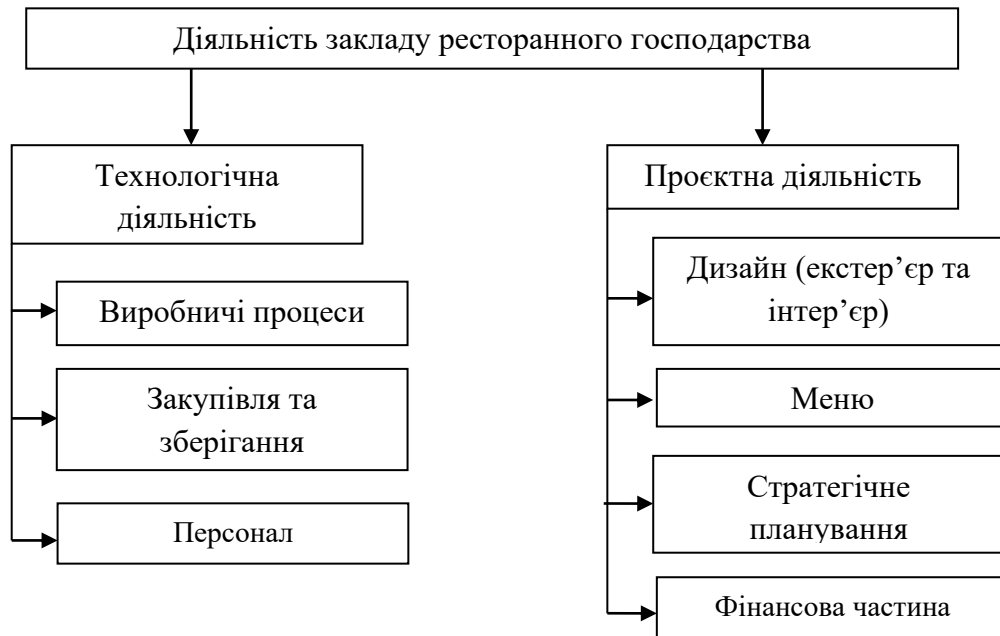 Діяльність закладу ресторанного господарства
Технологічна
діяльність
Виробничі процеси
Закупівля та
зберігання
Персонал
Проєктна діяльність
Дизайн (екстер’єр та
інтер’єр)
Меню
Стратегічне
планування
Фінансова частина